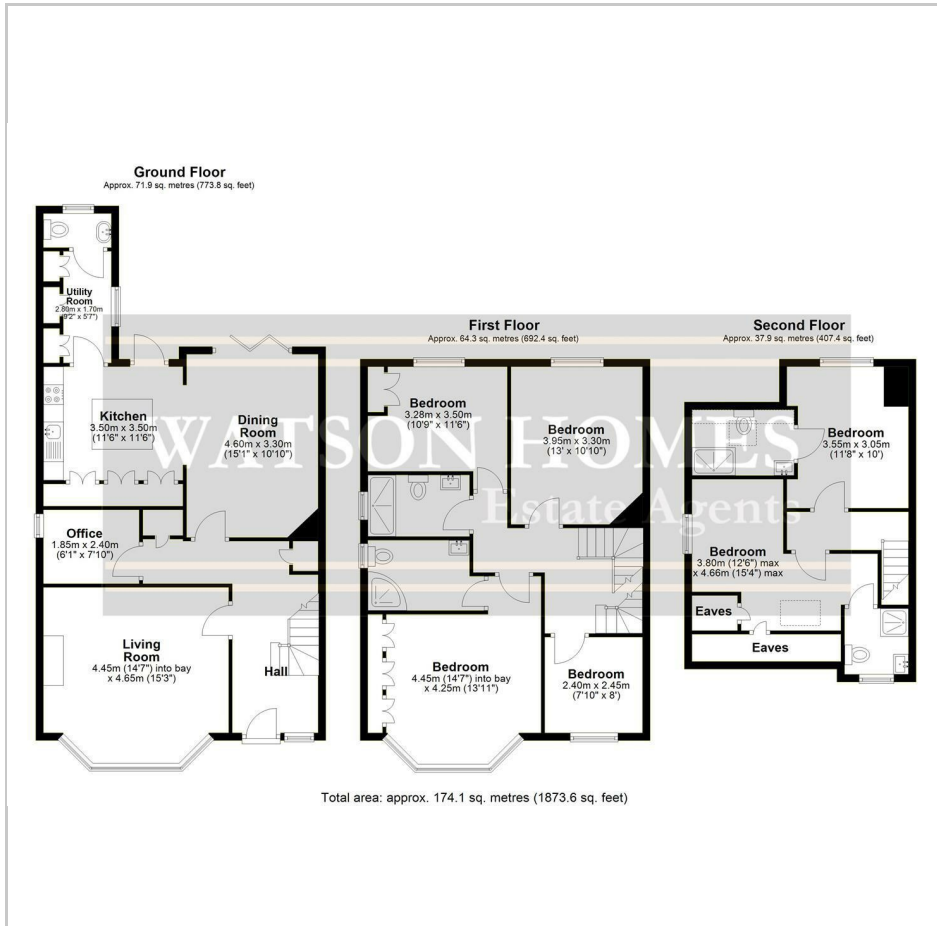 Ground Floor
Approx. 71.9 sq. metres (773.8 sq. feet)
Utility
Room
2.80m x 1.70m
(9'2" x 5'7")
Kitchen
3.50m x 3.50m
(11'6" x 11'6")
Dining
Room
4.60m x 3.30m
(15'1" x 10'10")
Office
1.85m x 2.40m
(6'1" x 7'10")
Living
Room
4.45m (14'7") into bay
x 4.65m (15'3")
Hall
First Floor
Approx. 64.3 sq. metres (692.4 sq. feet)
Bedroom
3.28m x 3.50m
(10'9" x 11'6")
Bedroom
3.95m x 3.30m
(13' x 10'10")
Bedroom
4.45m (14'7") into bay
x 4.25m (13'11")
Bedroom
2.40m x 2.45m
(7'10" x 8')
Second Floor
Approx. 37.9 sq. metres (407.4 sq. feet)
Bedroom
3.55m x 3.05m
(11'8" x 10')
Bedroom
3.80m (12'6") max
x 4.66m (15'4") max
Eaves
Eaves
WATSON HOMES
Estate Agents
Total area: approx. 174.1 sq. metres (1873.6 sq. feet)